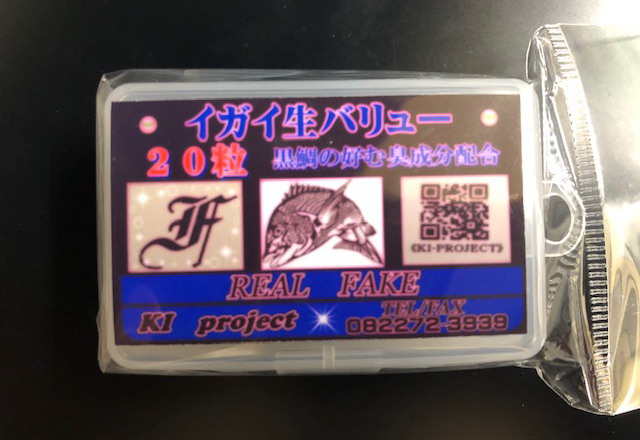 イガイ生バリュー
20粒 黒鯛の好む臭成分配合
F
《KI-PROJECT》
REAL FAKE
KI project
TEL/FAX
082272-3939